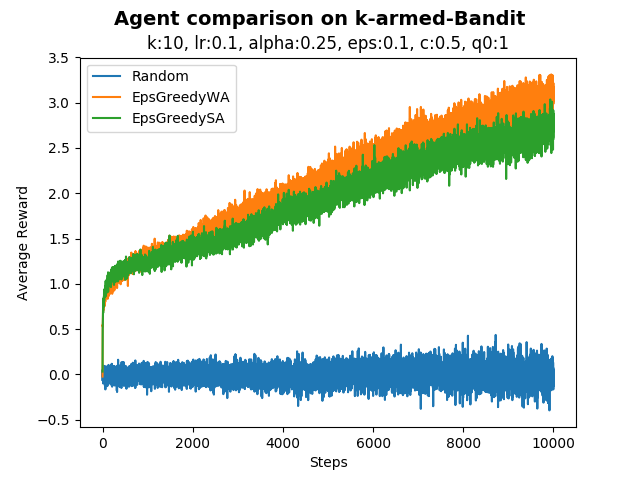 Agent comparison on k-armed-Bandit
k:10, lr:0.1, alpha:0.25, eps:0.1, c:0.5, q0:1
Random
EpsGreedyWA
EpsGreedySA
3.5
3.0
2.5
2.0
1.5
1.0
0.5
0.0
−0.5
Average Reward
0 2000 4000 6000 8000 10000
Steps